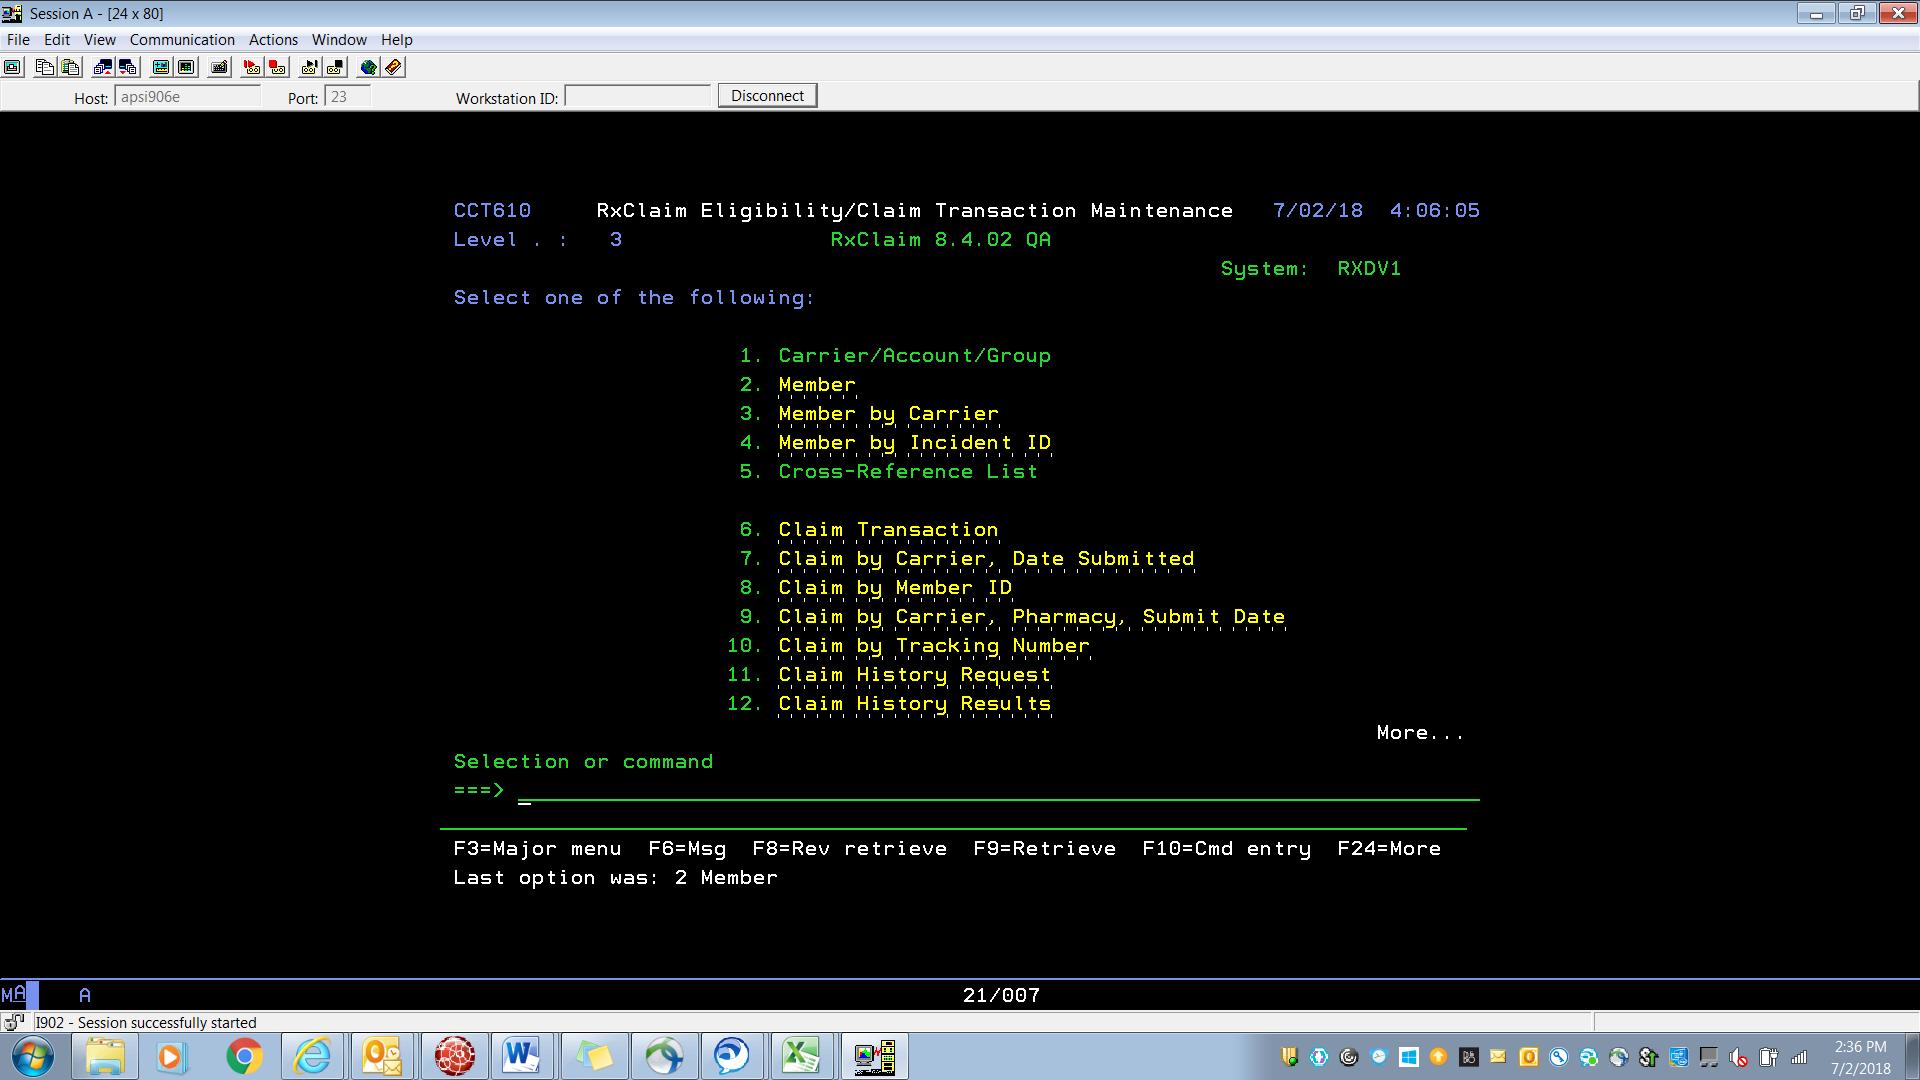 Session A - [24 x 80]
File Edit View Communication Actions Window Help
Host: apsi906e Port: 23 Workstation ID: Disconnect
CCT610 RxClaim Eligibility/Claim Transaction Maintenance 7/02/18 4:06:05
Level . : 3 RxClaim 8.4.02 QA
System: RXDV1
Select one of the following:
1. Carrier/Account/Group
2. Member
3. Member by Carrier
4. Member by Incident ID
5. Cross-Reference List
6. Claim Transaction
7. Claim by Carrier, Date Submitted
8. Claim by Member ID
9. Claim by Carrier, Pharmacy, Submit Date
10. Claim by Tracking Number
11. Claim History Request
12. Claim History Results
More...
Selection or command
===>
F3=Major menu F6=Msg F8=Rev retrieve F9=Retrieve F10=Cmd entry F24=More
Last option was: 2 Member
MA A 21/007
I902 - Session successfully started
2:36 PM
7/2/2018